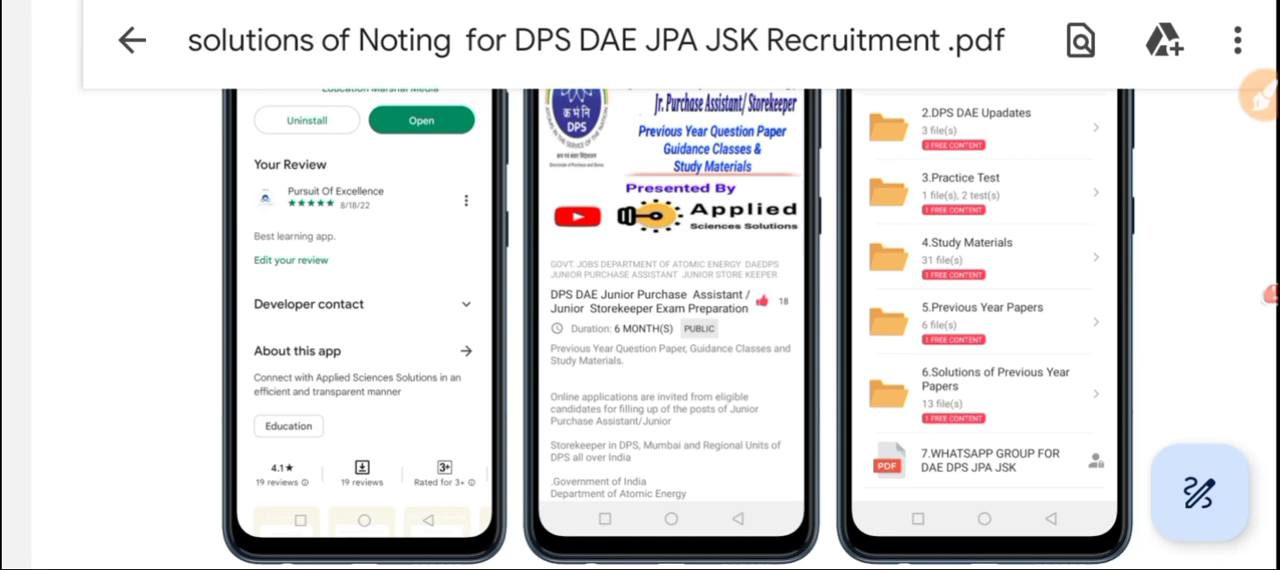 solutions of Noting for DPS DAE JPA JSK Recruitment .pdf
Education Marshal Media
Uninstall
Open
Your Review
Pursuit Of Excellence
8/18/22
Best learning app.
Edit your review
Developer contact
About this app
Connect with Applied Sciences Solutions in an
efficient and transparent manner
Education
4.1★
19 reviews
19 reviews
3+
Rated for 3+
DPS
Jr. Purchase Assistant/ Storekeeper
Previous Year Question Paper
Guidance Classes &
Study Materials
Presented By
Applied
Sciences Solutions
GOVT. JOBS DEPARTMENT OF ATOMIC ENERGY DAEDPS
JUNIOR PURCHASE ASSISTANT JUNIOR STORE KEEPER
DPS DAE Junior Purchase Assistant /
Junior Storekeeper Exam Preparation
18
Duration: 6 MONTH(S) PUBLIC
Previous Year Question Paper, Guidance Classes and
Study Materials.
Online applications are invited from eligible
candidates for filling up of the posts of Junior
Purchase Assistant/Junior
Storekeeper in DPS, Mumbai and Regional Units of
DPS all over India
.Government of India
Department of Atomic Energy
2.DPS DAE Upadates
3 file(s)
3 FREE CONTENT
3.Practice Test
1 file(s), 2 test(s)
1 FREE CONTENT
4.Study Materials
31 file(s)
1 FREE CONTENT
5.Previous Year Papers
6 file(s)
1 FREE CONTENT
6.Solutions of Previous Year
Papers
13 file(s)
1 FREE CONTENT
PDF
7.WHATSAPP GROUP FOR
DAE DPS JPA JSK